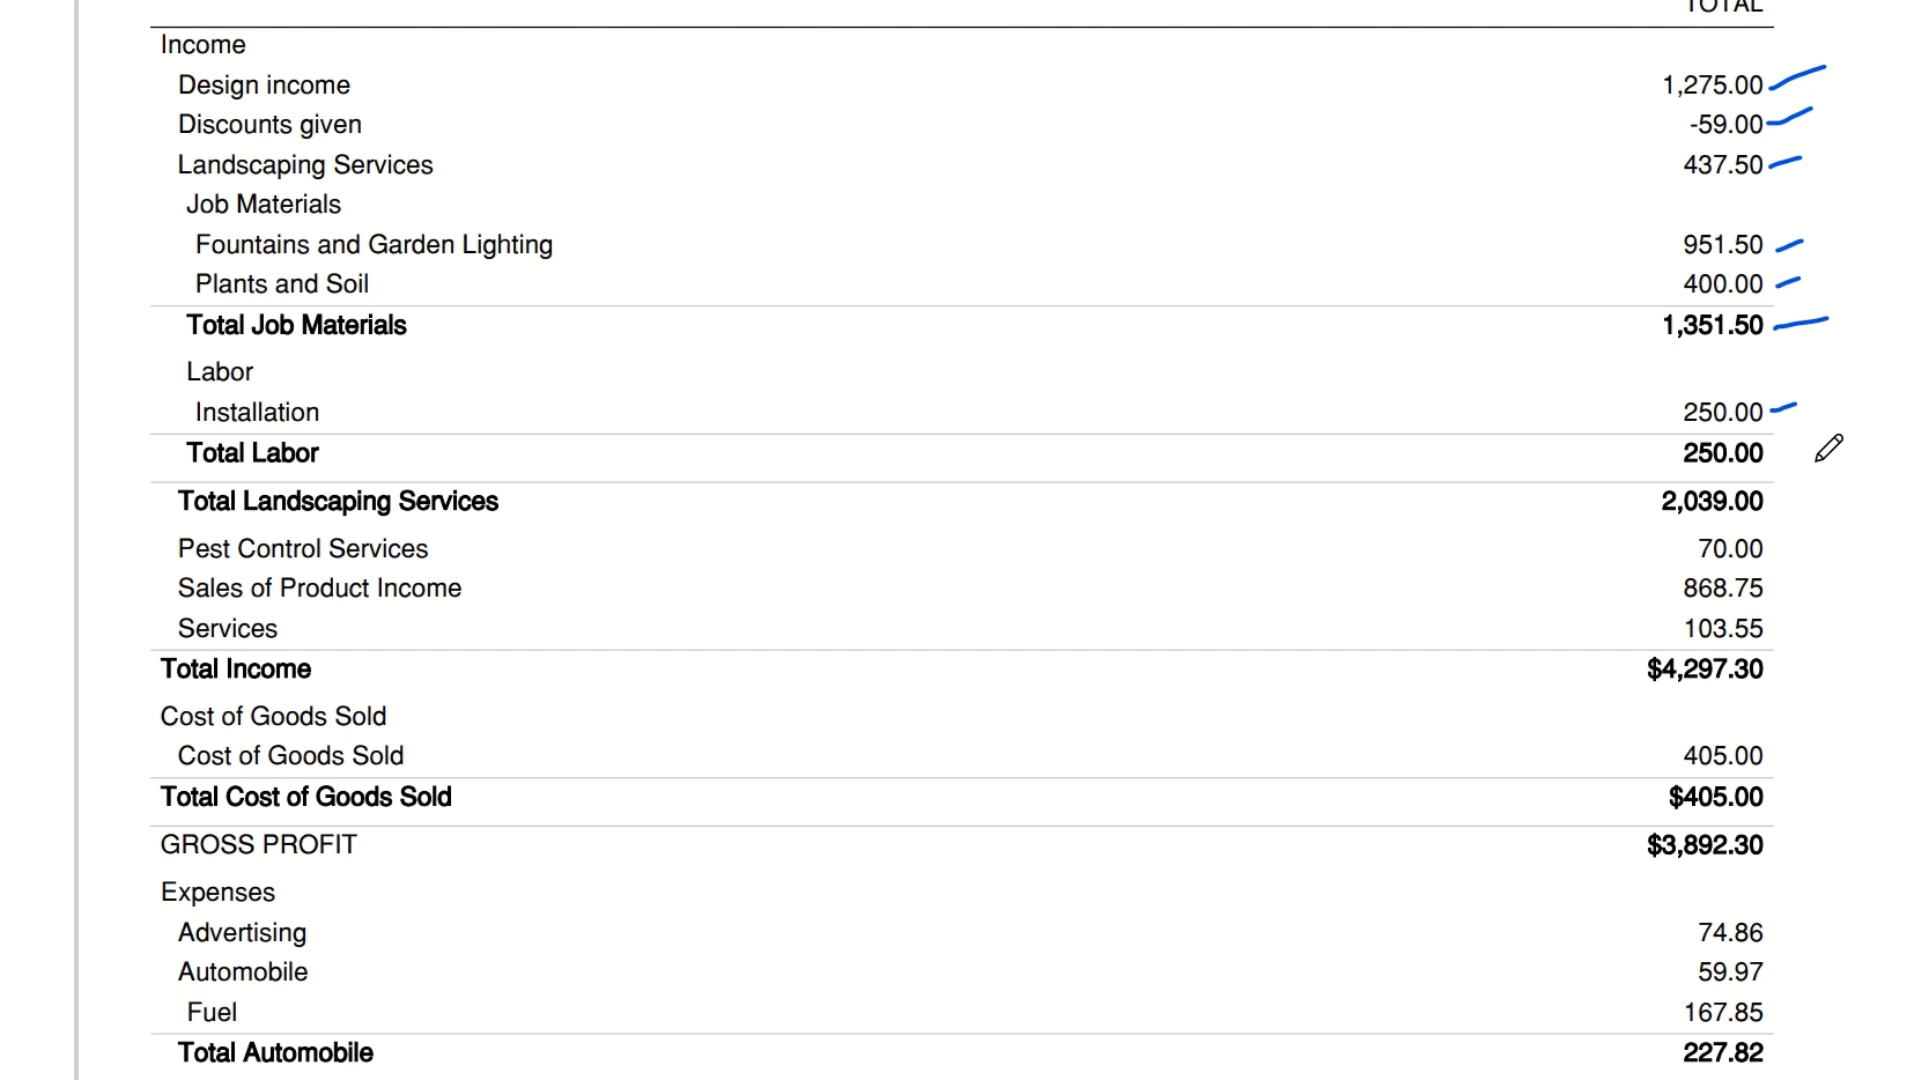 TOTAL
Income
Design income 1,275.00
Discounts given -59.00
Landscaping Services 437.50
Job Materials
Fountains and Garden Lighting 951.50
Plants and Soil 400.00
Total Job Materials 1,351.50
Labor
Installation 250.00
Total Labor 250.00
Total Landscaping Services 2,039.00
Pest Control Services 70.00
Sales of Product Income 868.75
Services 103.55
Total Income $4,297.30
Cost of Goods Sold
Cost of Goods Sold 405.00
Total Cost of Goods Sold $405.00
GROSS PROFIT $3,892.30
Expenses
Advertising 74.86
Automobile 59.97
Fuel 167.85
Total Automobile 227.82